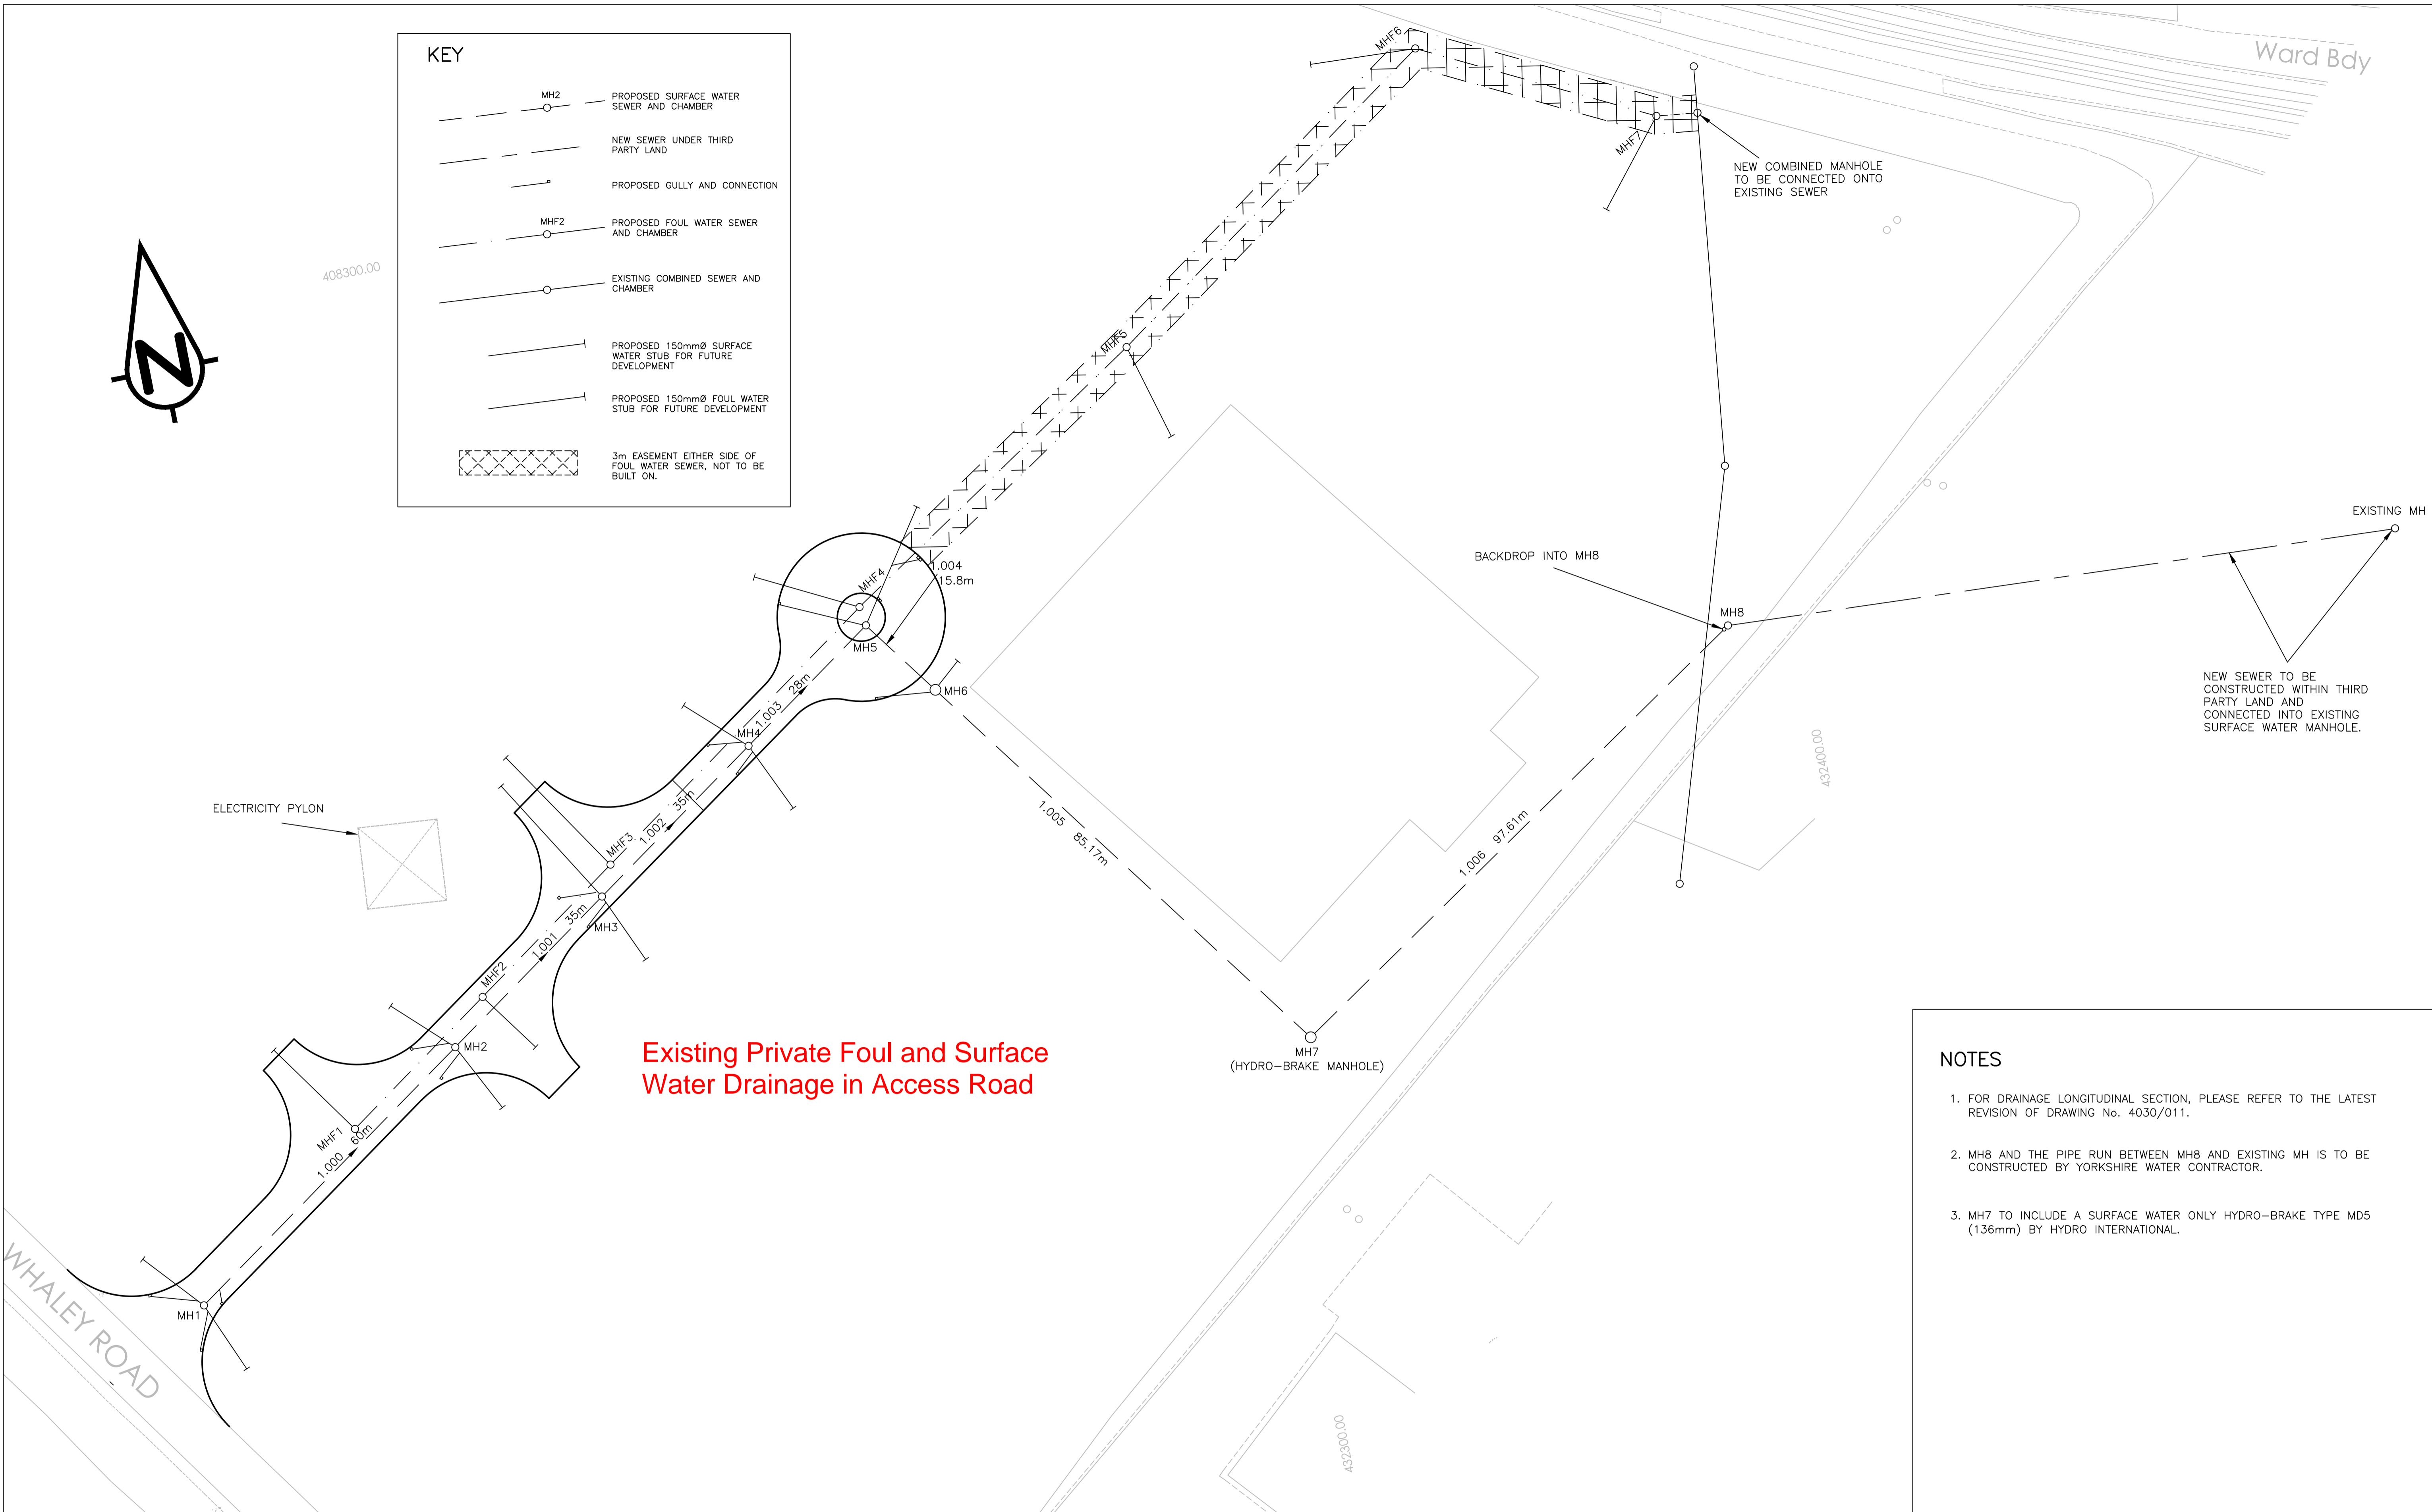 KEY
MH2
PROPOSED SURFACE WATER
SEWER AND CHAMBER
NEW SEWER UNDER THIRD
PARTY LAND
PROPOSED GULLY AND CONNECTION
MHF2
PROPOSED FOUL WATER SEWER
AND CHAMBER
EXISTING COMBINED SEWER AND
CHAMBER
PROPOSED 150mmØ SURFACE
WATER STUB FOR FUTURE
DEVELOPMENT
PROPOSED 150mmØ FOUL WATER
STUB FOR FUTURE DEVELOPMENT
3m EASEMENT EITHER SIDE OF
FOUL WATER SEWER, NOT TO BE
BUILT ON.
N
408300.00
Ward Bdy
MHF6
MHF7
NEW COMBINED MANHOLE
TO BE CONNECTED ONTO
EXISTING SEWER
MHF5
EXISTING MH
BACKDROP INTO MH8
MH8
NEW SEWER TO BE
CONSTRUCTED WITHIN THIRD
PARTY LAND AND
CONNECTED INTO EXISTING
SURFACE WATER MANHOLE.
1.004
15.8m
MHF4
MH5
MH6
1.003 28m
MH4
432400.00
ELECTRICITY PYLON
1.002 35m
MHF3
1.005 85.17m
1.006 97.61m
1.001 35m
MH3
MHF2
MH2
Existing Private Foul and Surface
Water Drainage in Access Road
MH7
(HYDRO-BRAKE MANHOLE)
MHF1
1.000 60m
MH1
WHALEY ROAD
432300.00
NOTES
1. FOR DRAINAGE LONGITUDINAL SECTION, PLEASE REFER TO THE LATEST
REVISION OF DRAWING No. 4030/011.
2. MH8 AND THE PIPE RUN BETWEEN MH8 AND EXISTING MH IS TO BE
CONSTRUCTED BY YORKSHIRE WATER CONTRACTOR.
3. MH7 TO INCLUDE A SURFACE WATER ONLY HYDRO-BRAKE TYPE MD5
(136mm) BY HYDRO INTERNATIONAL.